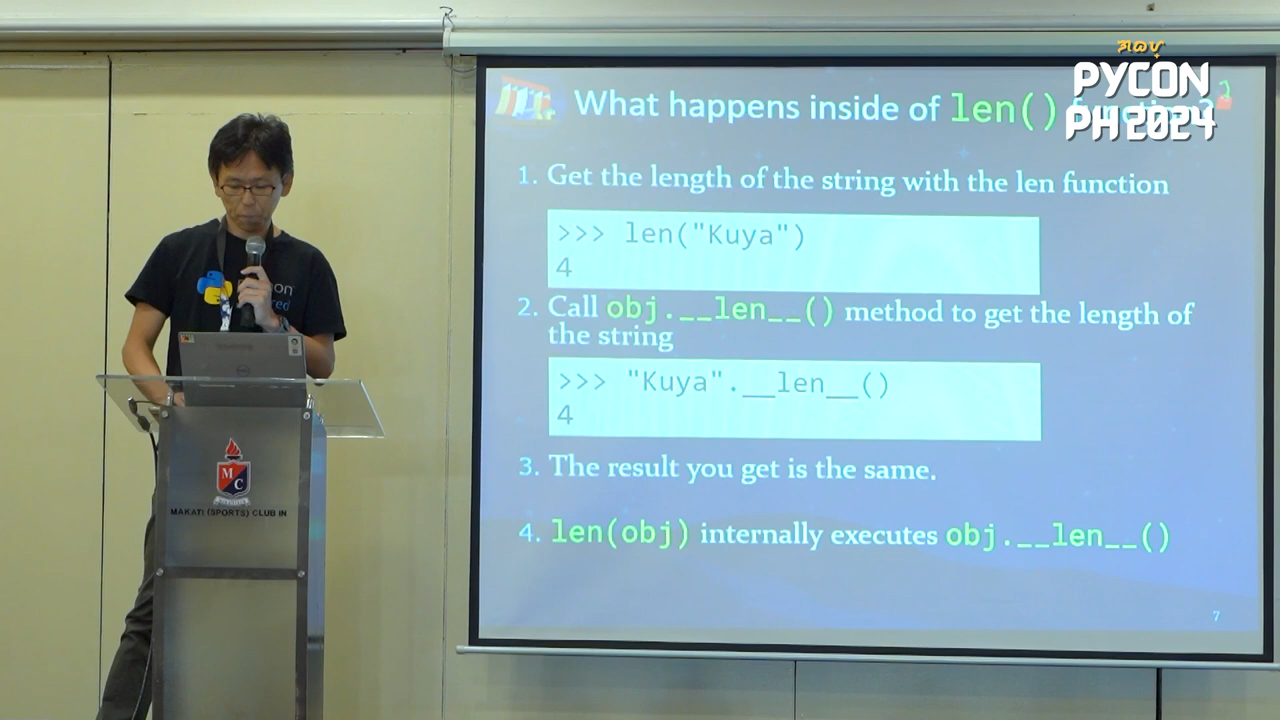 ᜉᜌ᜔
PYCON
PH 2024
What happens inside of len() function?
1. Get the length of the string with the len function
>>> len("Kuya")
4
2. Call obj.__len__() method to get the length of
the string
>>> "Kuya".__len__()
4
3. The result you get is the same.
4. len(obj) internally executes obj.__len__()
7
DELL
M C
MAKATI (SPORTS) CLUB IN